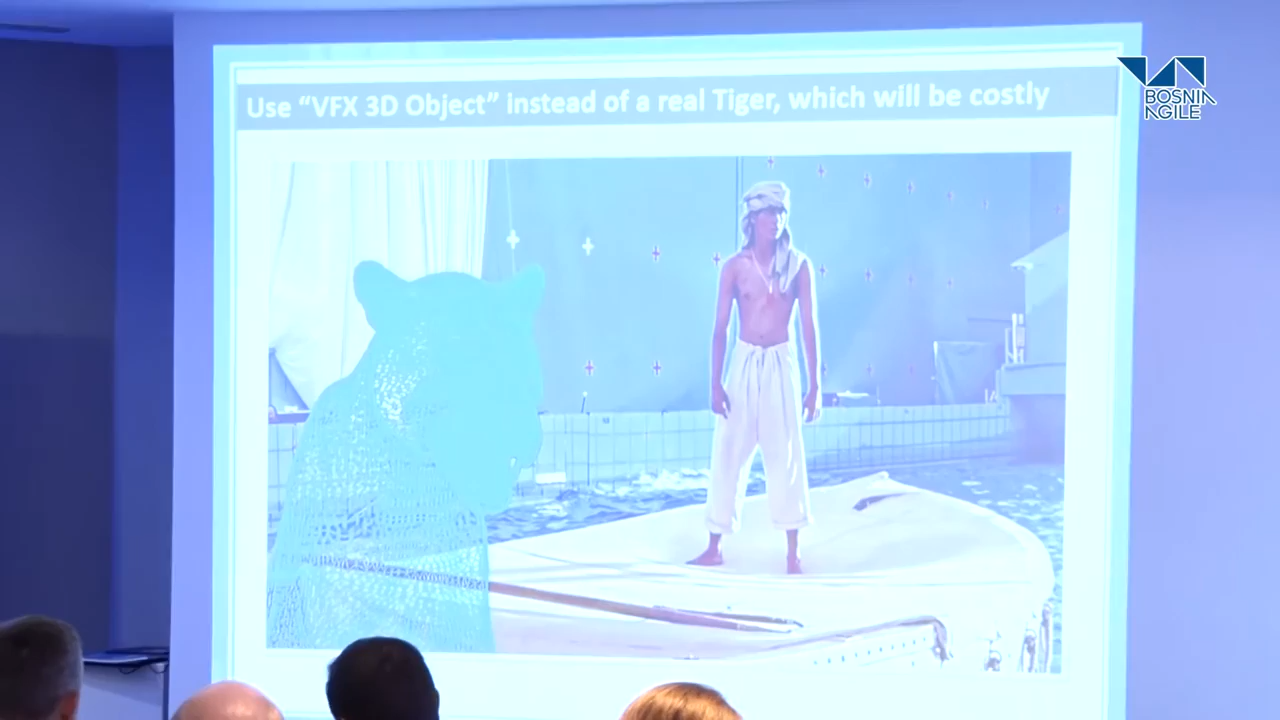 Use “VFX 3D Object” instead of a real Tiger, which will be costly
BOSNIA
AGILE